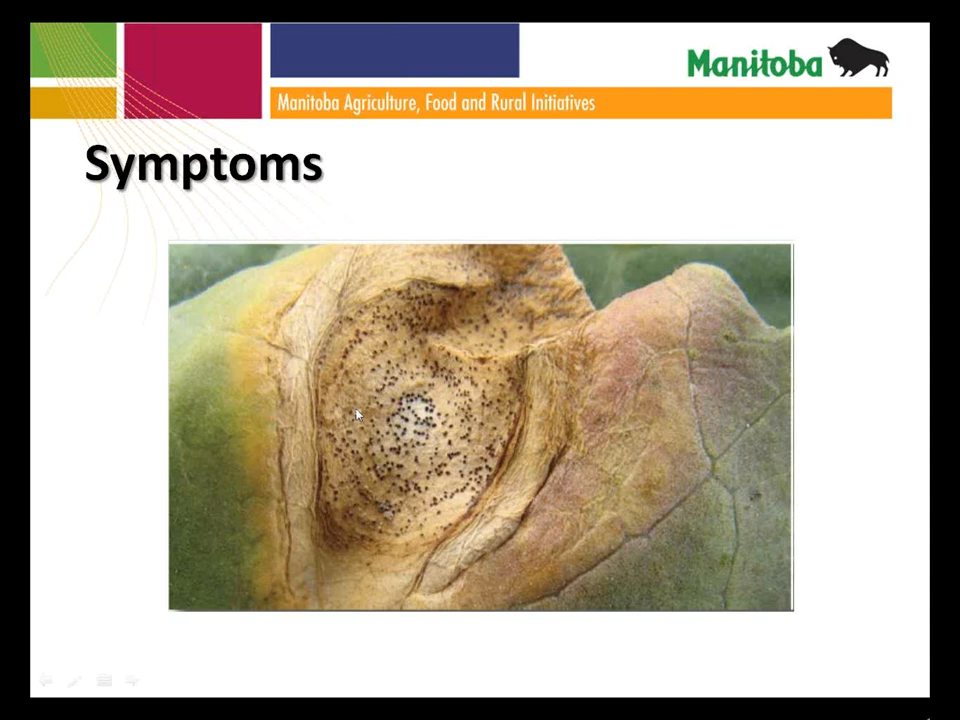 Manitoba
Manitoba Agriculture, Food and Rural Initiatives
Symptoms